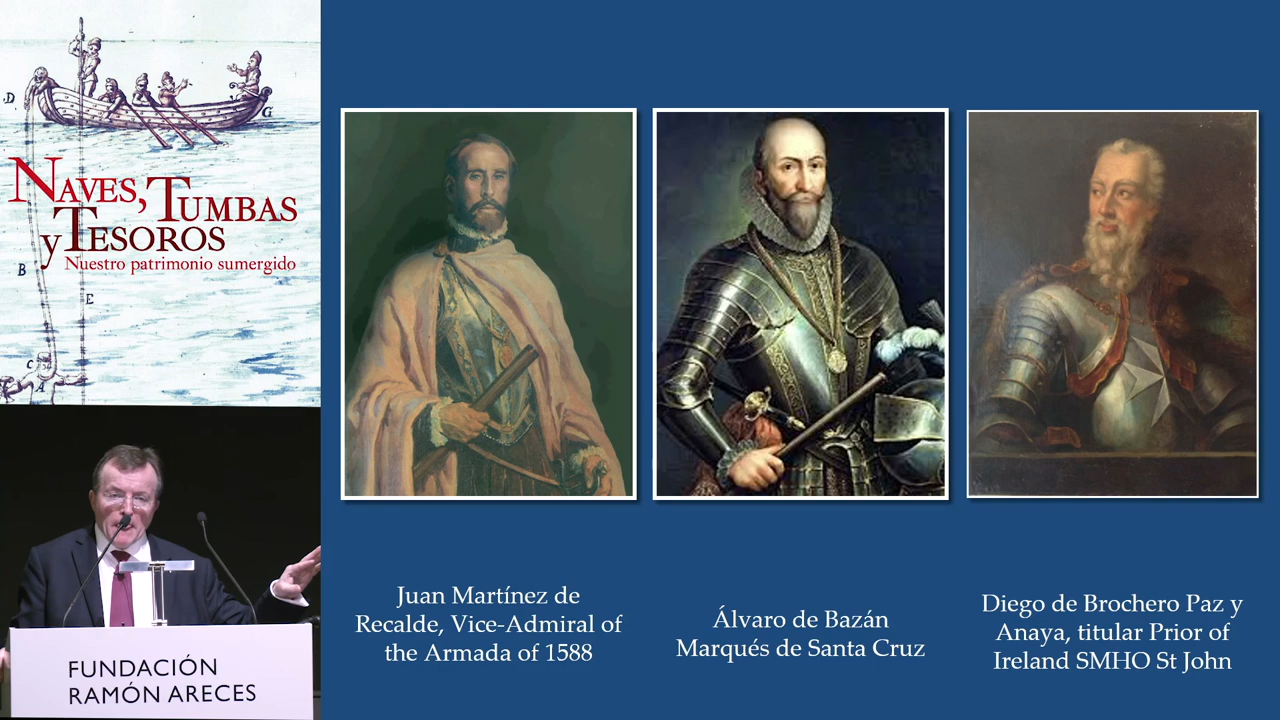 D
G
NAVES, TUMBAS
y TESOROS
Nuestro patrimonio sumergido
B
E
C
A
FUNDACIÓN
RAMÓN ARECES
Juan Martínez de
Recalde, Vice-Admiral of
the Armada of 1588
Álvaro de Bazán
Marqués de Santa Cruz
Diego de Brochero Paz y
Anaya, titular Prior of
Ireland SMHO St John